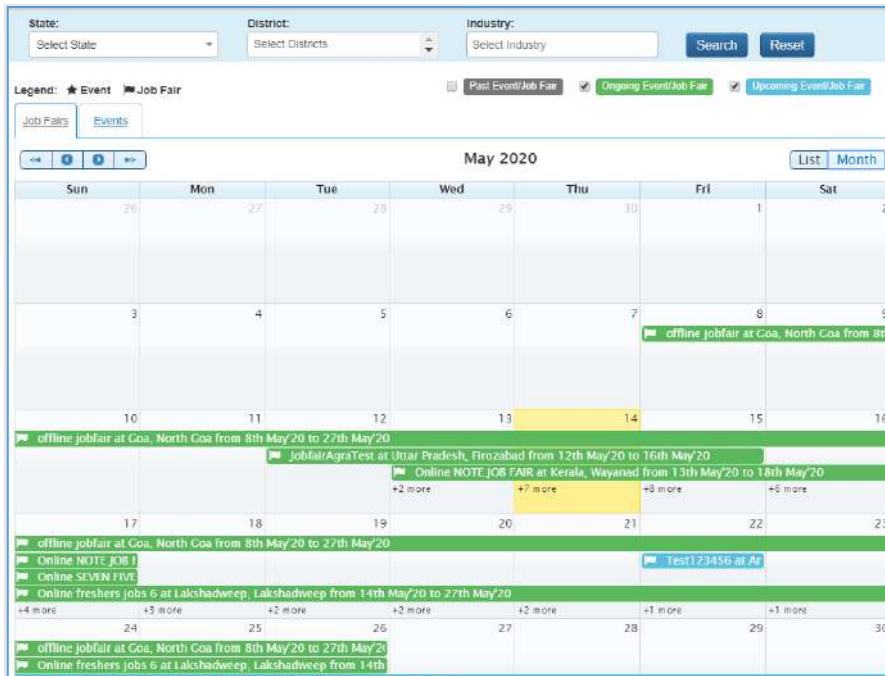 State: District: Industry:
Select State Select Districts Select Industry Search Reset
Legend: Event Job Fair Past Event/Job Fair Ongoing Event/Job Fair Upcoming Event/Job Fair
Job Fairs Events
May 2020 List Month
Sun Mon Tue Wed Thu Fri Sat
26 27 28 29 30 1 2
3 4 5 6 7 8 9
offline jobfair at Goa, North Goa from 8t
10 11 12 13 14 15 16
offline jobfair at Goa, North Goa from 8th May'20 to 27th May'20
JobfairAgraTest at Uttar Pradesh, Firozabad from 12th May'20 to 16th May'20
Online NOTE JOB FAIR at Kerala, Wayanad from 13th May'20 to 18th May'20
+2 more +7 more +8 more +6 more
17 18 19 20 21 22 23
offline jobfair at Goa, North Goa from 8th May'20 to 27th May'20
Online NOTE JOB Test123456 at Ar
Online SEVEN FIVE
Online freshers jobs 6 at Lakshadweep, Lakshadweep from 14th May'20 to 27th May'20
+4 more +3 more +2 more +2 more +2 more +1 more +1 more
24 25 26 27 28 29 30
offline jobfair at Goa, North Goa from 8th May'20 to 27th May'20
Online freshers jobs 6 at Lakshadweep, Lakshadweep from 14th